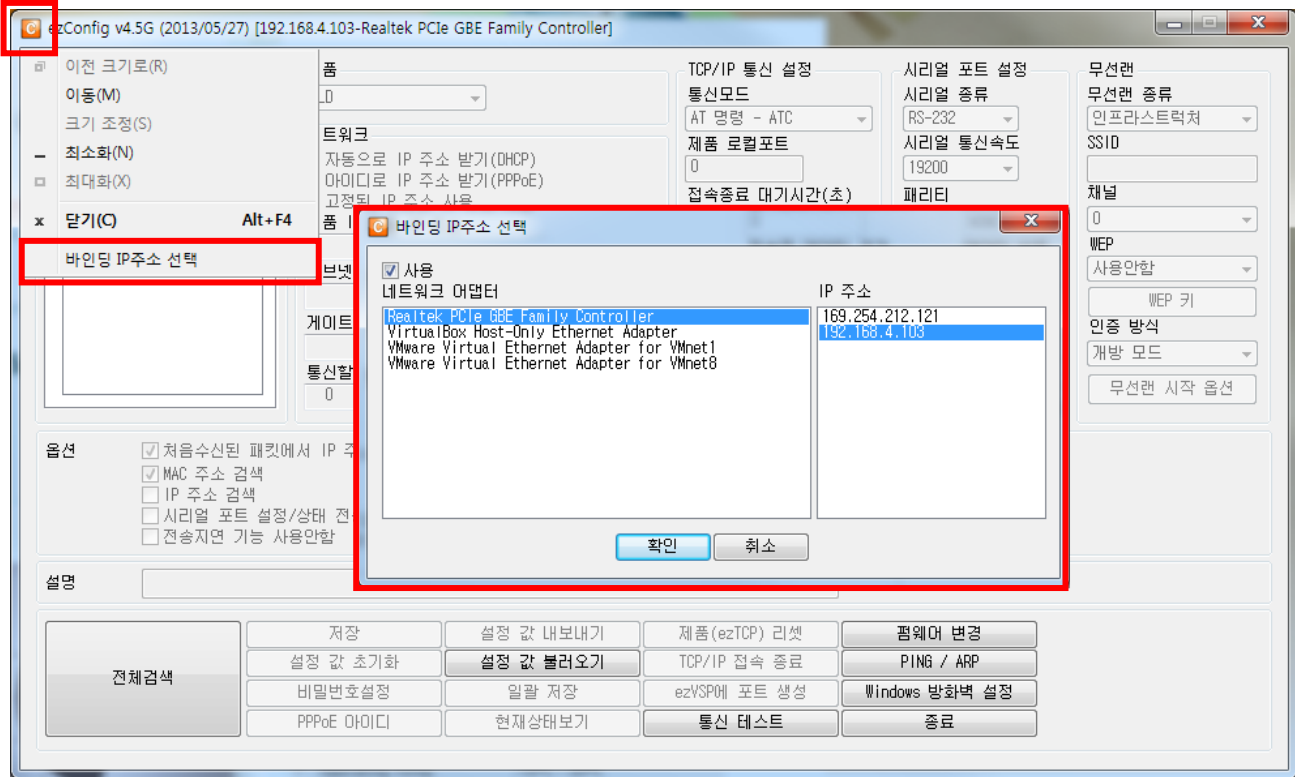 ezConfig v4.5G (2013/05/27) [192.168.4.103-Realtek PCIe GBE Family Controller]
이전 크기로(R)
이동(M)
크기 조정(S)
최소화(N)
최대화(X)
닫기(C) Alt+F4
바인딩 IP주소 선택
품
트워크
자동으로 IP 주소 받기(DHCP)
아이디로 IP 주소 받기(PPPoE)
고정된 IP 주소 사용
품 I
브넷
게이트
통신할
0
TCP/IP 통신 설정
통신모드
AT 명령 - ATC
제품 로컬포트
0
접속종료 대기시간(초)
시리얼 포트 설정
시리얼 종류
RS-232
시리얼 통신속도
19200
패리티
무선랜
무선랜 종류
인프라스트럭처
SSID
채널
0
WEP
사용안함
WEP 키
인증 방식
개방 모드
무선랜 시작 옵션
바인딩 IP주소 선택
사용
네트워크 어댑터
Realtek PCIe GBE Family Controller
VirtualBox Host-Only Ethernet Adapter
VMware Virtual Ethernet Adapter for VMnet1
VMware Virtual Ethernet Adapter for VMnet8
IP 주소
169.254.212.121
192.168.4.103
확인 취소
옵션
처음수신된 패킷에서 IP 주
MAC 주소 검색
IP 주소 검색
시리얼 포트 설정/상태 전
전송지연 기능 사용안함
설명
전체검색
저장 설정 값 내보내기 제품(ezTCP) 리셋 펌웨어 변경
설정 값 초기화 설정 값 불러오기 TCP/IP 접속 종료 PING / ARP
비밀번호설정 일괄 저장 ezVSP에 포트 생성 Windows 방화벽 설정
PPPoE 아이디 현재상태보기 통신 테스트 종료